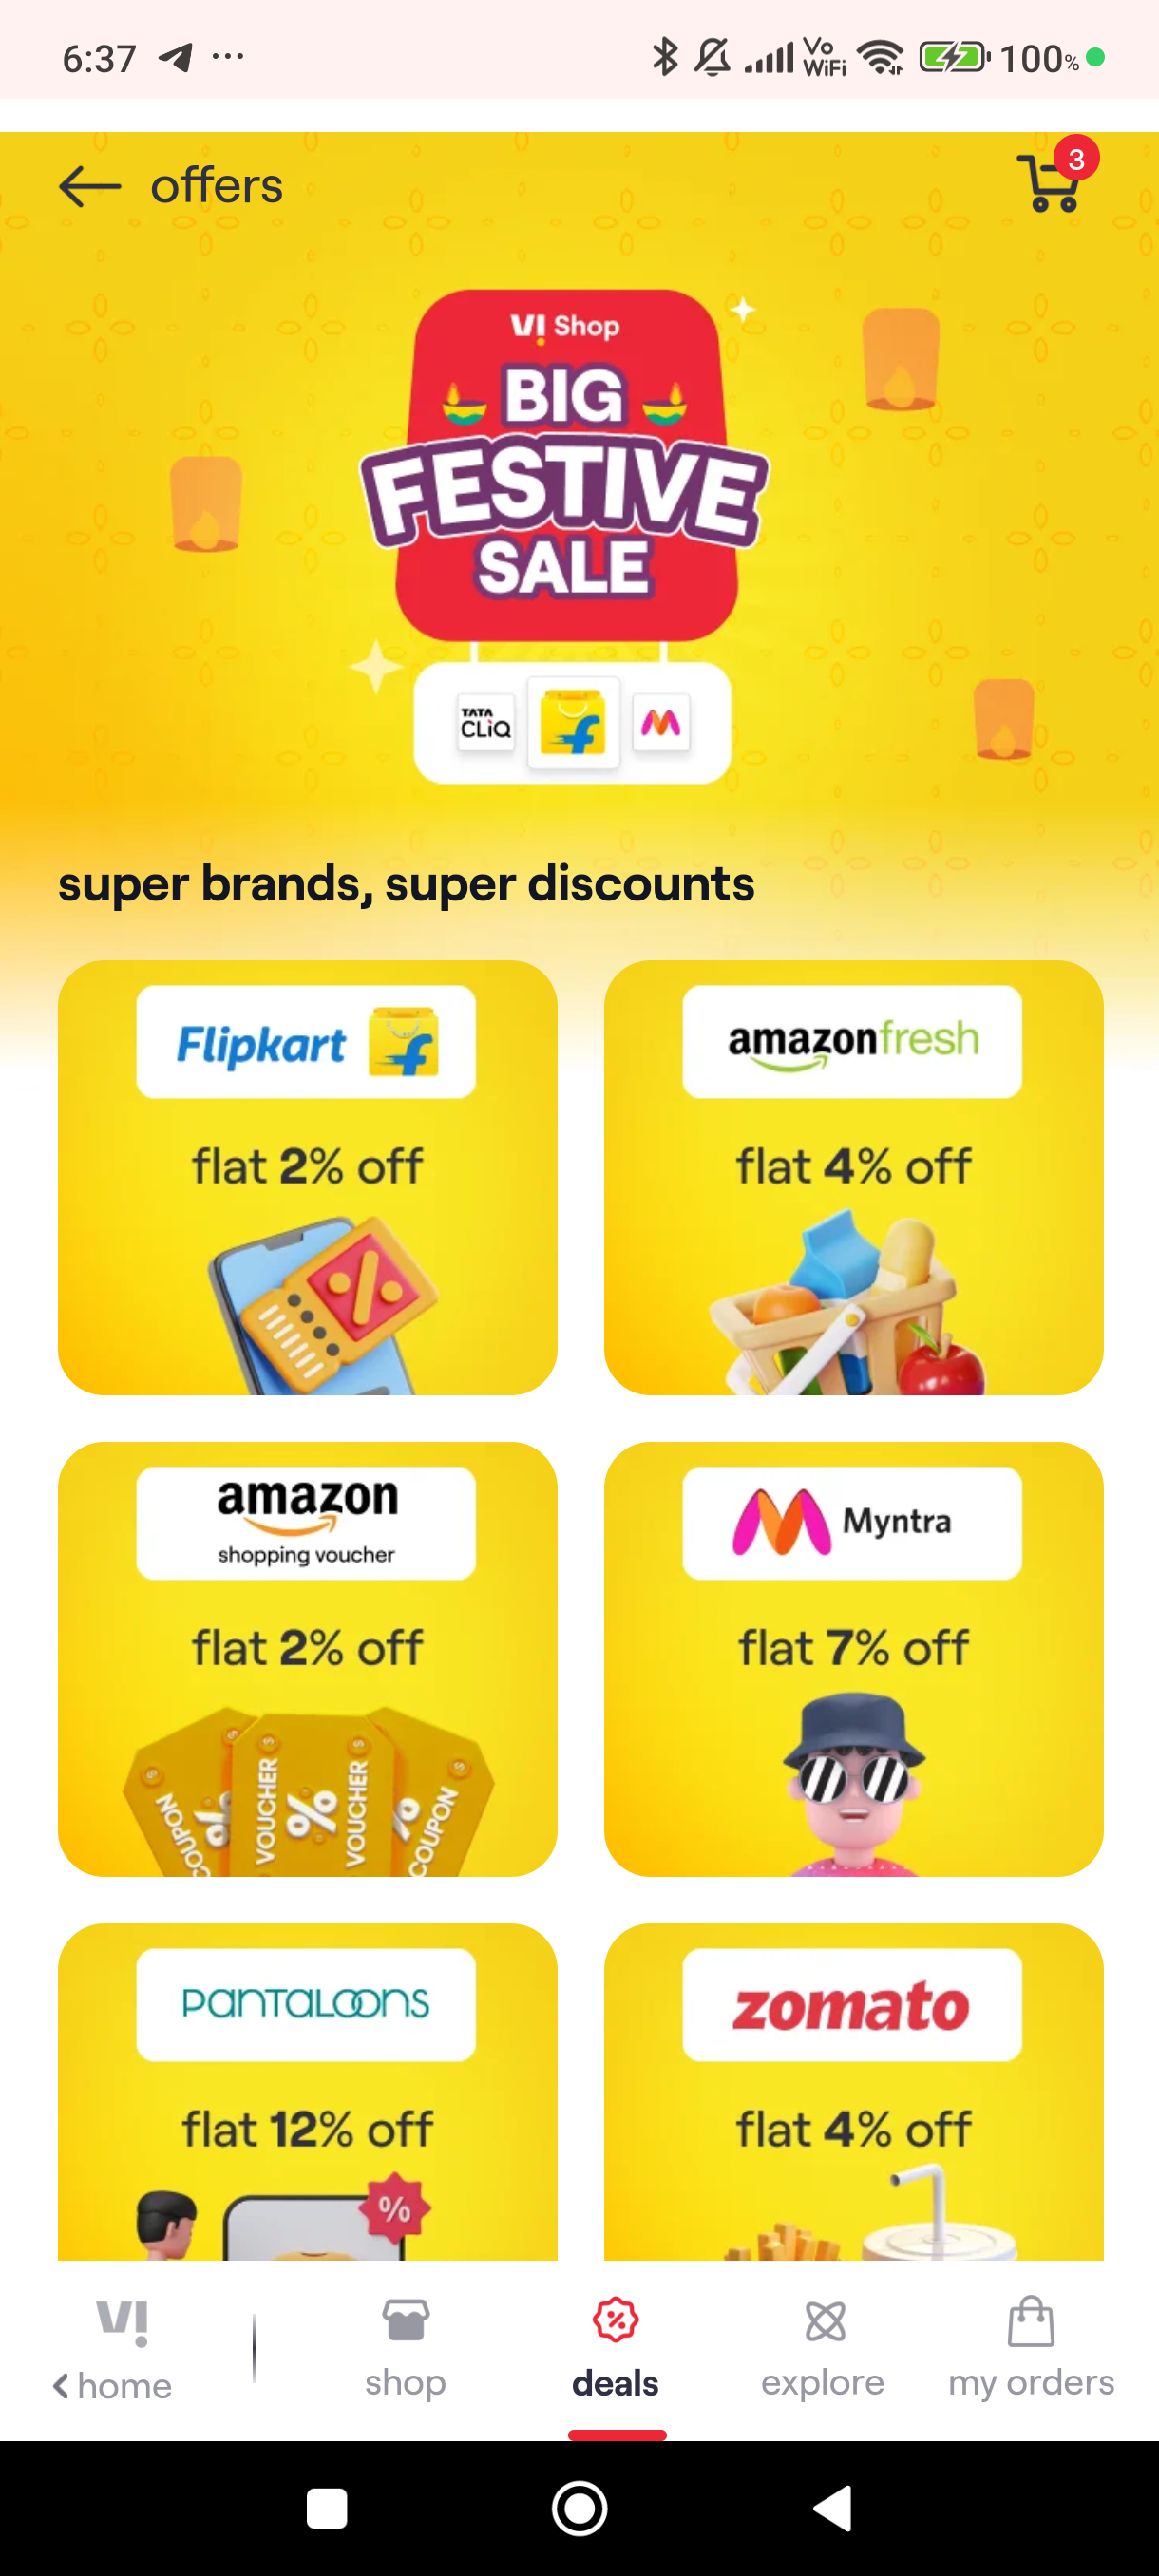 6:37 ... Vo WiFi 100%
offers 3
Vi Shop
BIG
FESTIVE
SALE
TATA CLiQ
super brands, super discounts
Flipkart
amazonfresh
flat 2% off
flat 4% off
amazon
shopping voucher
Myntra
flat 2% off
flat 7% off
COUPON % VOUCHER % VOUCHER % COUPON
PANTALOONS
zomato
flat 12% off
flat 4% off
%
Vi
home
shop
deals
explore
my orders